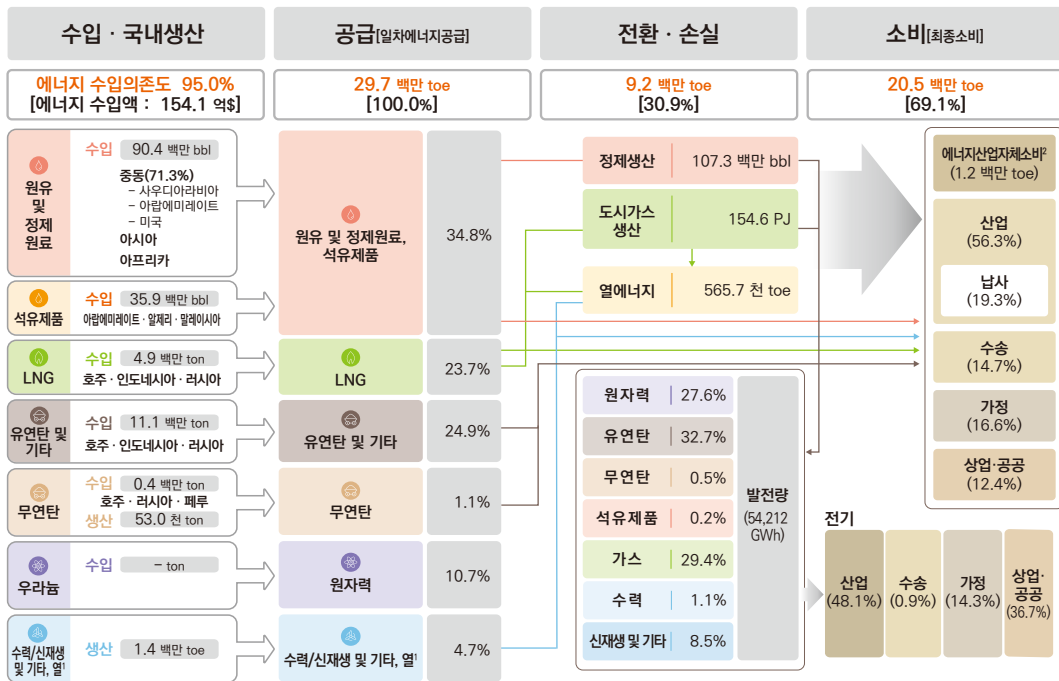 수입 · 국내생산
공급[일차에너지공급]
전환 · 손실
소비[최종소비]
에너지 수입의존도 95.0%
[에너지 수입액 : 154.1 억$]
29.7 백만 toe
[100.0%]
9.2 백만 toe
[30.9%]
20.5 백만 toe
[69.1%]
원유
및
정제
원료
수입 90.4 백만 bbl
중동(71.3%)
– 사우디아라비아
– 아랍에미레이트
– 미국
아시아
아프리카
석유제품
수입 35.9 백만 bbl
아랍에미레이트 · 알제리 · 말레이시아
LNG
수입 4.9 백만 ton
호주 · 인도네시아 · 러시아
유연탄 및
기타
수입 11.1 백만 ton
호주 · 인도네시아 · 러시아
무연탄
수입 0.4 백만 ton
호주 · 러시아 · 페루
생산 53.0 천 ton
우라늄
수입 – ton
수력/신재생
및 기타, 열¹
생산 1.4 백만 toe
원유 및 정제원료,
석유제품
34.8%
LNG
23.7%
유연탄 및 기타
24.9%
무연탄
1.1%
원자력
10.7%
수력/신재생 및 기타, 열¹
4.7%
정제생산 107.3 백만 bbl
도시가스
생산
154.6 PJ
열에너지 565.7 천 toe
원자력 27.6%
유연탄 32.7%
무연탄 0.5%
석유제품 0.2%
가스 29.4%
수력 1.1%
신재생 및 기타 8.5%
발전량
(54,212
GWh)
에너지산업자체소비²
(1.2 백만 toe)
산업
(56.3%)
납사
(19.3%)
수송
(14.7%)
가정
(16.6%)
상업·공공
(12.4%)
전기
산업
(48.1%)
수송
(0.9%)
가정
(14.3%)
상업·
공공
(36.7%)